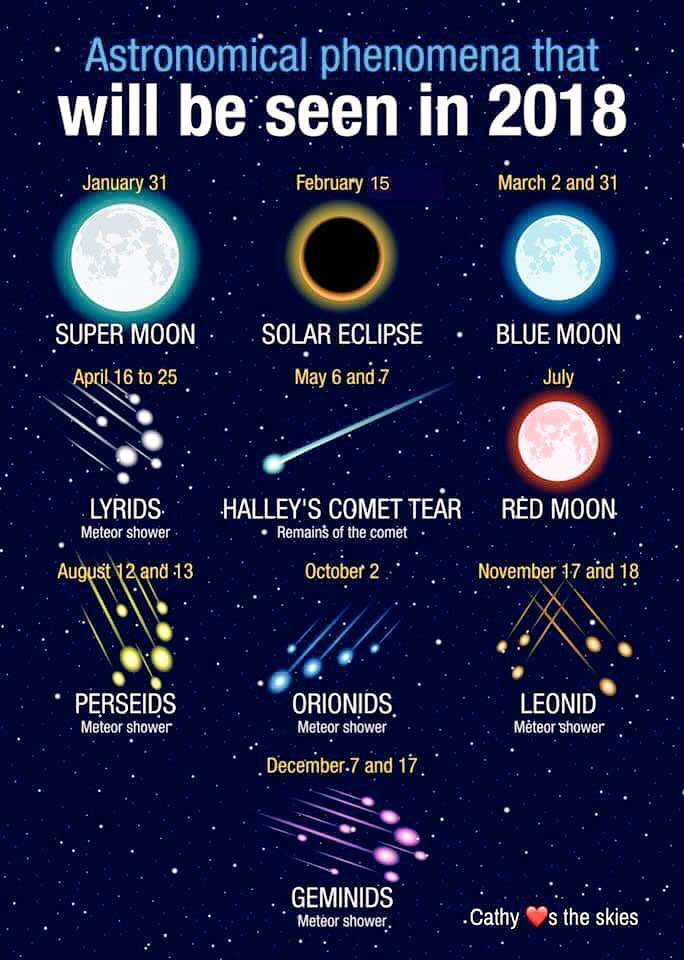 Astronomical phenomena that
will be seen in 2018
January 31
SUPER MOON
February 15
SOLAR ECLIPSE
March 2 and 31
BLUE MOON
April 16 to 25
LYRIDS
Meteor shower
May 6 and 7
HALLEY'S COMET TEAR
Remains of the comet
July
RED MOON
August 12 and 13
PERSEIDS
Meteor shower
October 2
ORIONIDS
Meteor shower
November 17 and 18
LEONID
Meteor shower
December 7 and 17
GEMINIDS
Meteor shower
Cathy ❤️s the skies